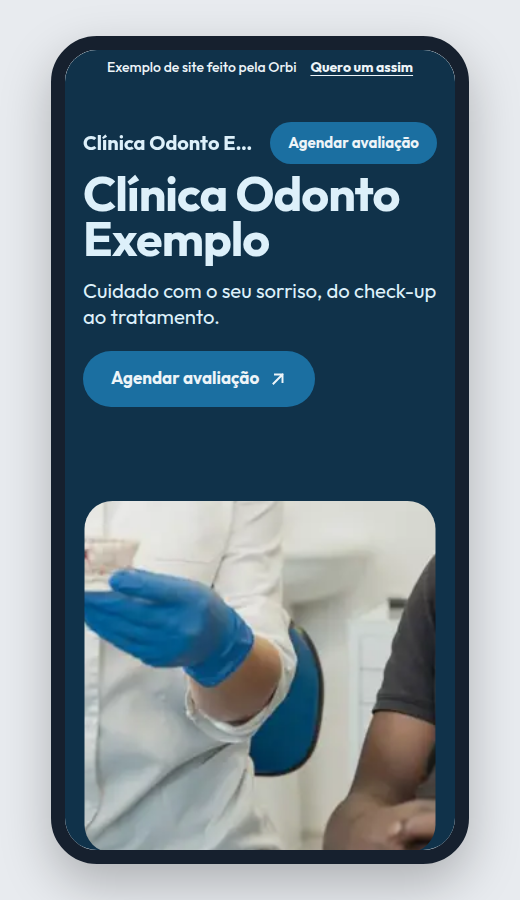 Exemplo de site feito pela Orbi Quero um assim
Clínica Odonto E...
Agendar avaliação
Clínica Odonto
Exemplo
Cuidado com o seu sorriso, do check-up
ao tratamento.
Agendar avaliação